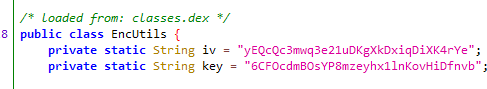 /* loaded from: classes.dex */
8 public class EncUtils {
private static String iv = "yEQcQc3mwq3e21uDKgXkDxiqDiXK4rYe";
private static String key = "6CFOcdmBOsYP8mzeyhx1lnKovHiDfnvb";